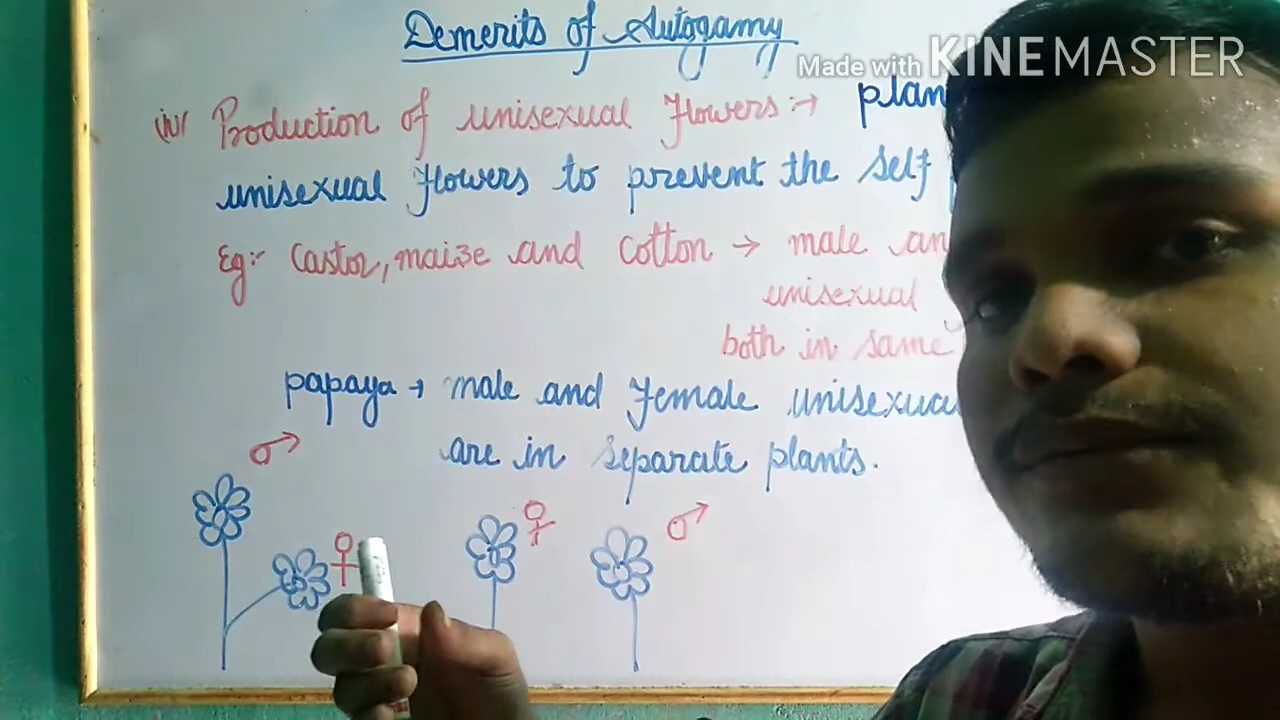 Demerits of Autogamy
Made with KINEMASTER
(iv) Production of unisexual flowers :→ plan
unisexual flowers to prevent the self
Eg:- Castor, maize and cotton → male an
unisexual
both in same
papaya → male and female unisexua
are in separate plants.
♂
♀
♀
♂